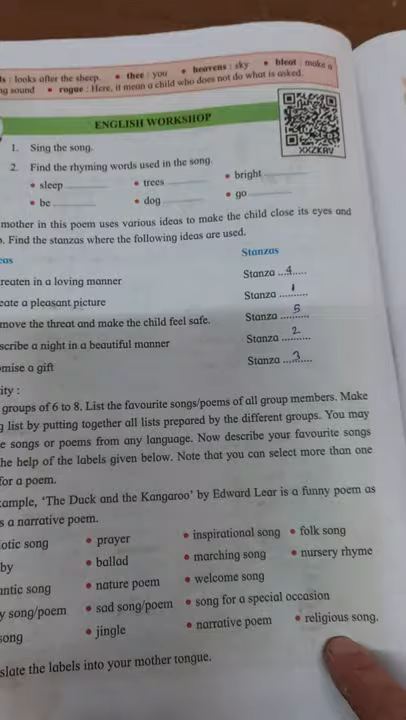 : looks after the sheep. • thee : you • heavens : sky • bleat : make a
sound • rogue : Here, it mean a child who does not do what is asked.
ENGLISH WORKSHOP
XXZKAV
1. Sing the song.
2. Find the rhyming words used in the song.
• sleep • trees • bright
• be • dog • go
mother in this poem uses various ideas to make the child close its eyes and
. Find the stanzas where the following ideas are used.
eas Stanzas
reaten in a loving manner Stanza ...4.....
eate a pleasant picture Stanza ....1......
move the threat and make the child feel safe. Stanza ....5......
scribe a night in a beautiful manner Stanza ....2......
mise a gift Stanza ....3.....
ity :
groups of 6 to 8. List the favourite songs/poems of all group members. Make
g list by putting together all lists prepared by the different groups. You may
e songs or poems from any language. Now describe your favourite songs
he help of the labels given below. Note that you can select more than one
for a poem.
ample, 'The Duck and the Kangaroo' by Edward Lear is a funny poem as
s a narrative poem.
otic song • prayer • inspirational song • folk song
by • ballad • marching song • nursery rhyme
antic song • nature poem • welcome song
y song/poem • sad song/poem • song for a special occasion
song • jingle • narrative poem • religious song.
slate the labels into your mother tongue.